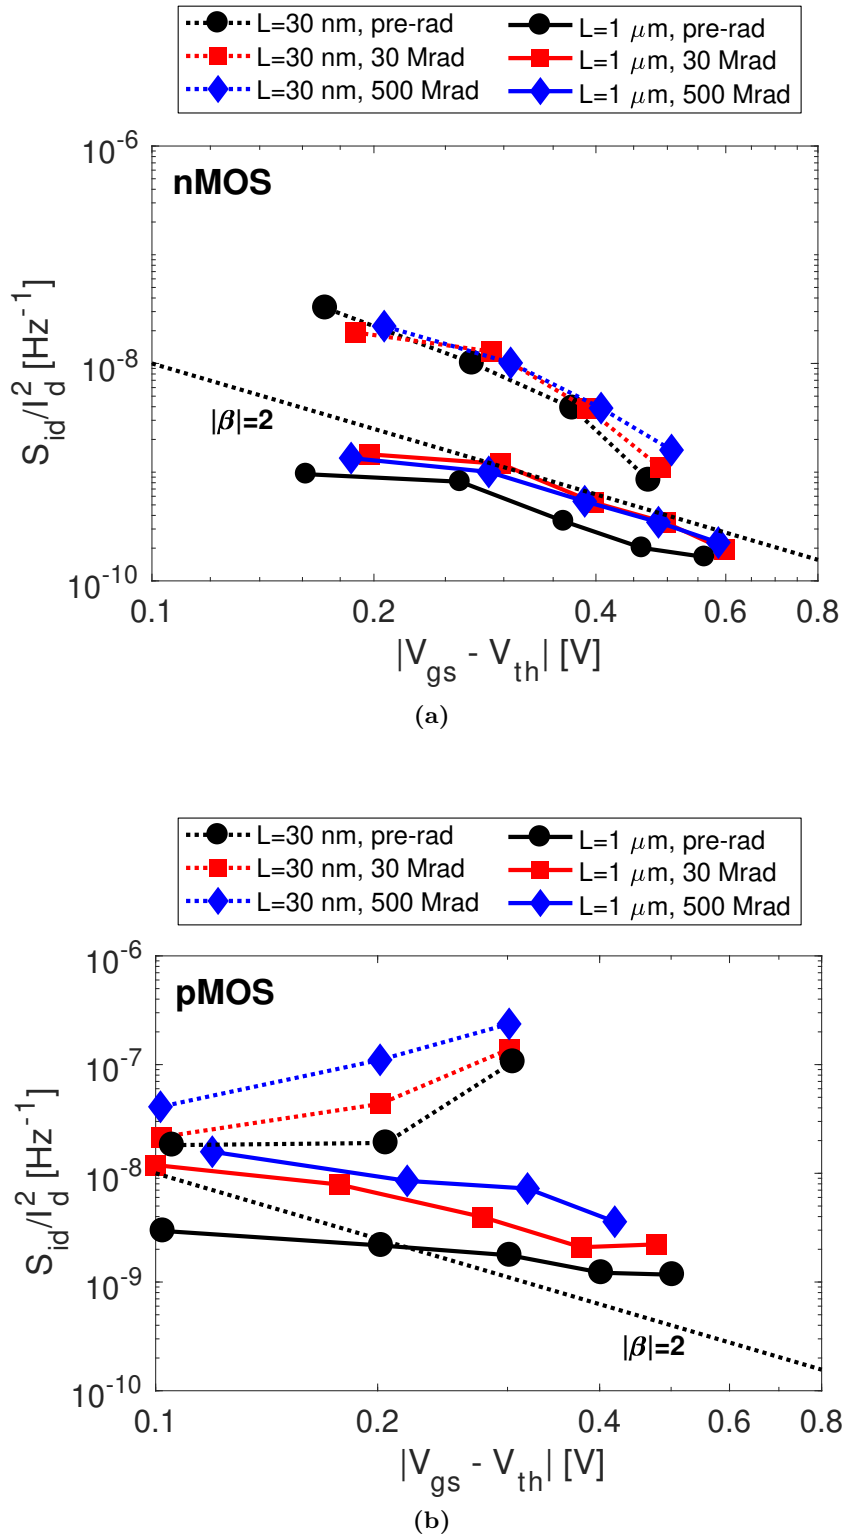 L=30 nm, pre-rad L=1 μm, pre-rad
L=30 nm, 30 Mrad L=1 μm, 30 Mrad
L=30 nm, 500 Mrad L=1 μm, 500 Mrad
10^-6
nMOS
S_id/I_d^2 [Hz^-1]
10^-8
|β|=2
10^-10
0.1 0.2 0.4 0.6 0.8
|V_gs - V_th| [V]
(a)
L=30 nm, pre-rad L=1 μm, pre-rad
L=30 nm, 30 Mrad L=1 μm, 30 Mrad
L=30 nm, 500 Mrad L=1 μm, 500 Mrad
10^-6
pMOS
10^-7
S_id/I_d^2 [Hz^-1]
10^-8
10^-9
|β|=2
10^-10
0.1 0.2 0.4 0.6 0.8
|V_gs - V_th| [V]
(b)